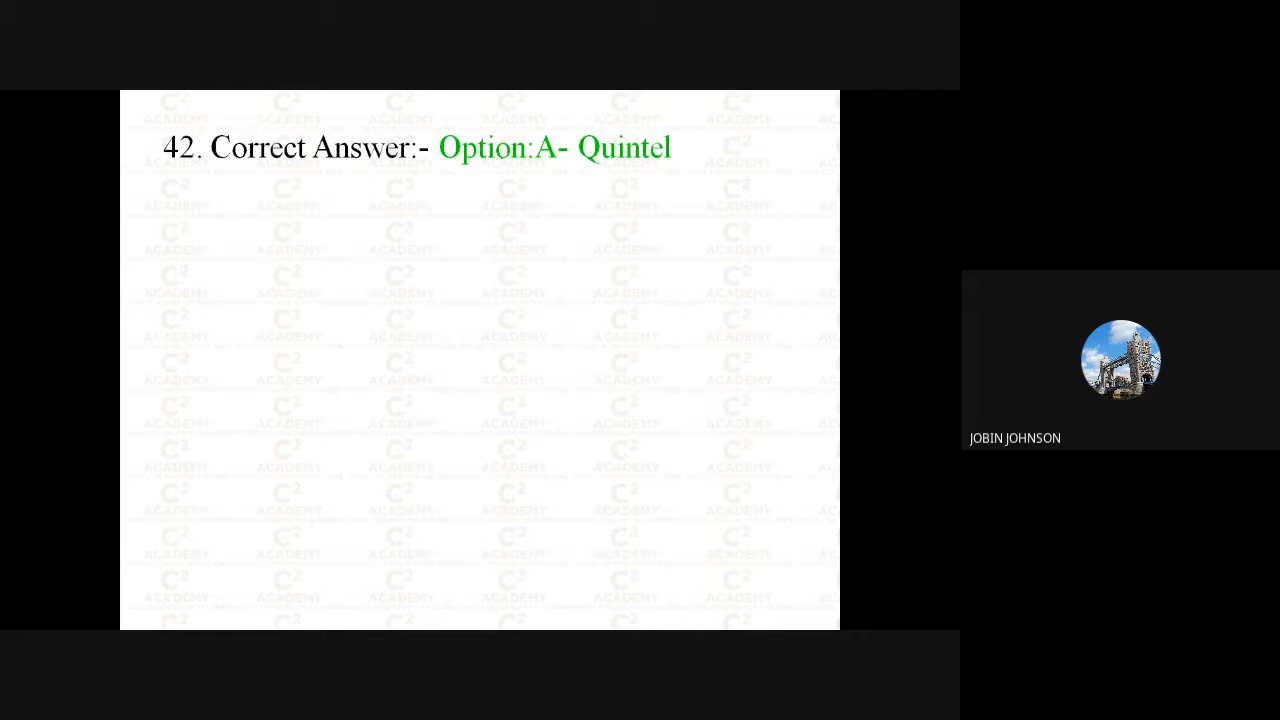 42. Correct Answer:- Option:A- Quintel
C² ACADEMY
JOBIN JOHNSON